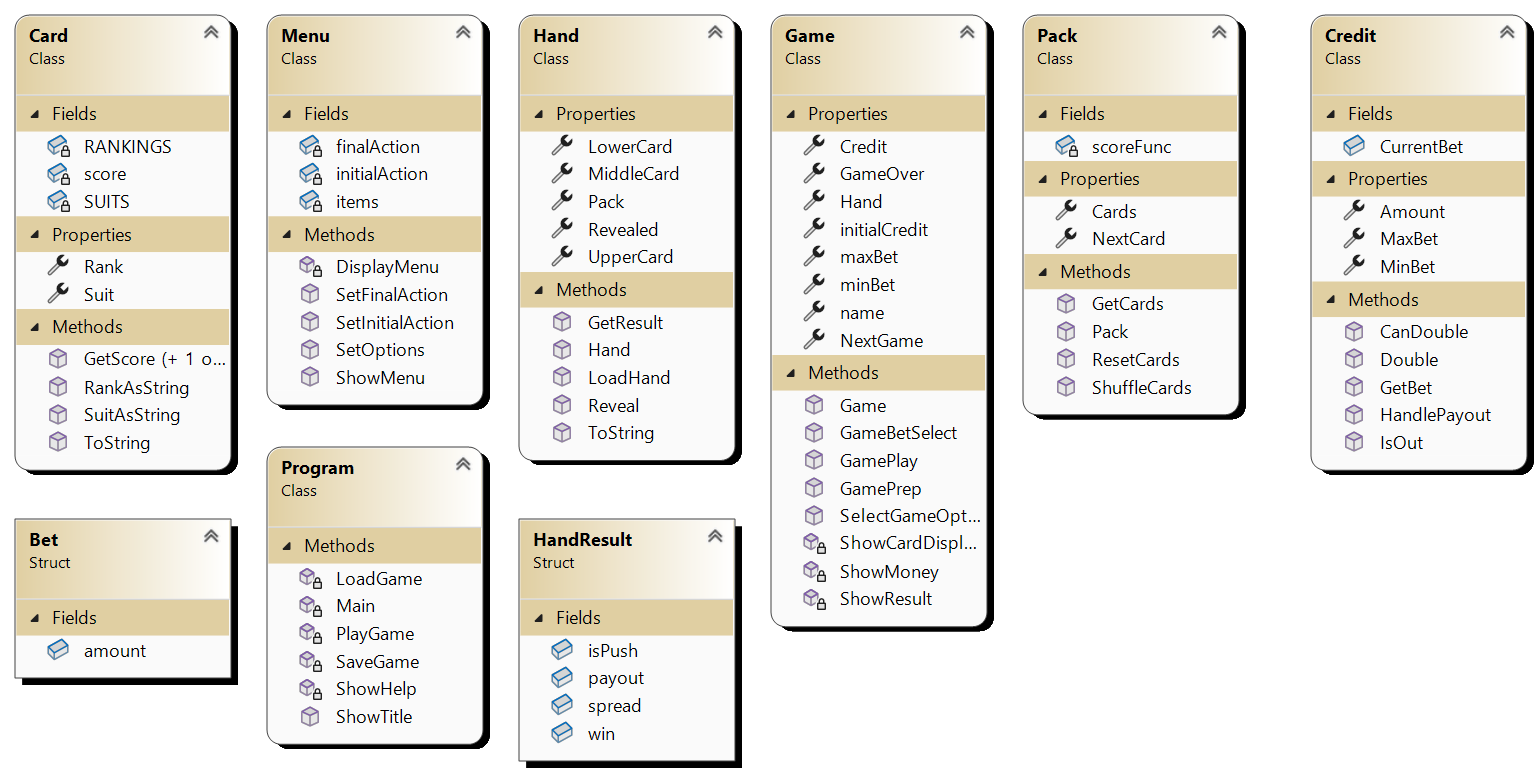 Card
Class
Fields
RANKINGS
score
SUITS
Properties
Rank
Suit
Methods
GetScore (+ 1 o...
RankAsString
SuitAsString
ToString
Menu
Class
Fields
finalAction
initialAction
items
Methods
DisplayMenu
SetFinalAction
SetInitialAction
SetOptions
ShowMenu
Hand
Class
Properties
LowerCard
MiddleCard
Pack
Revealed
UpperCard
Methods
GetResult
Hand
LoadHand
Reveal
ToString
Game
Class
Properties
Credit
GameOver
Hand
initialCredit
maxBet
minBet
name
NextGame
Methods
Game
GameBetSelect
GamePlay
GamePrep
SelectGameOpt...
ShowCardDispl...
ShowMoney
ShowResult
Pack
Class
Fields
scoreFunc
Properties
Cards
NextCard
Methods
GetCards
Pack
ResetCards
ShuffleCards
Credit
Class
Fields
CurrentBet
Properties
Amount
MaxBet
MinBet
Methods
CanDouble
Double
GetBet
HandlePayout
IsOut
Bet
Struct
Fields
amount
Program
Class
Methods
LoadGame
Main
PlayGame
SaveGame
ShowHelp
ShowTitle
HandResult
Struct
Fields
isPush
payout
spread
win